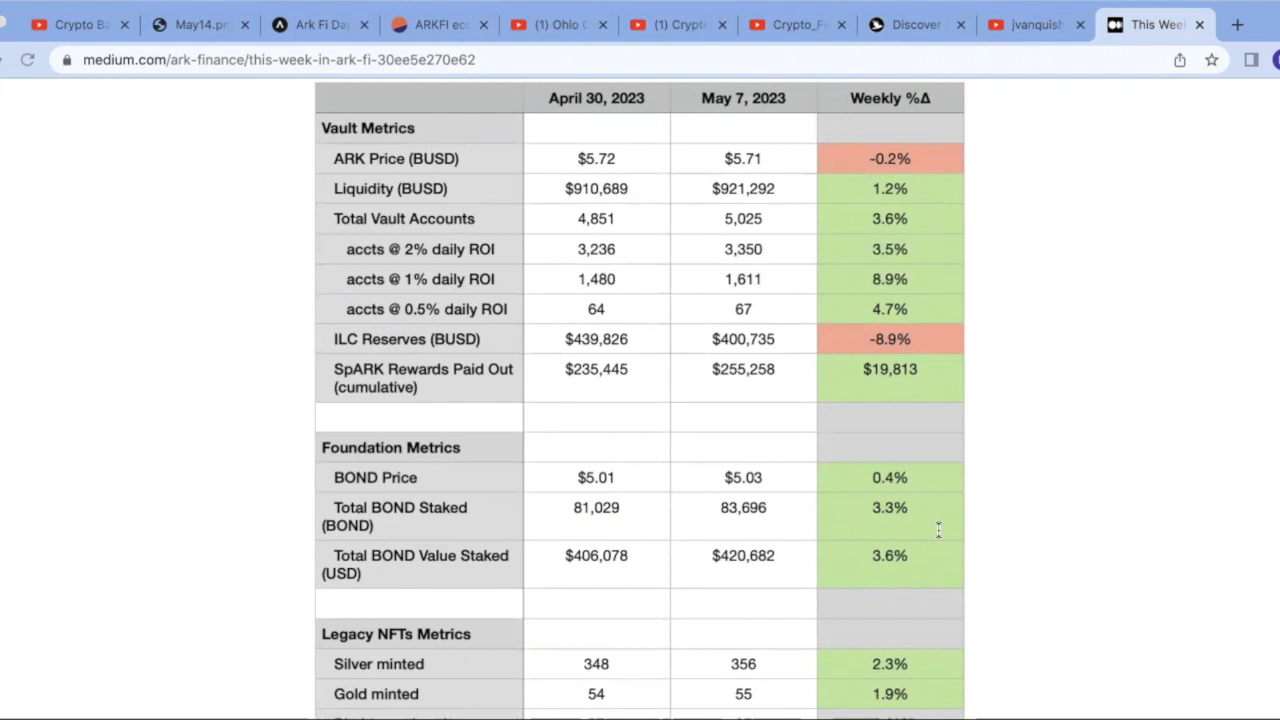 Crypto Ba
May14.pn
Ark Fi Da
ARKFI ec
(1) Ohio C
(1) Crypt
Crypto_F
Discover
jvanquish
This Wee
medium.com/ark-finance/this-week-in-ark-fi-30ee5e270e62
April 30, 2023 May 7, 2023 Weekly %Δ
Vault Metrics
ARK Price (BUSD) $5.72 $5.71 -0.2%
Liquidity (BUSD) $910,689 $921,292 1.2%
Total Vault Accounts 4,851 5,025 3.6%
accts @ 2% daily ROI 3,236 3,350 3.5%
accts @ 1% daily ROI 1,480 1,611 8.9%
accts @ 0.5% daily ROI 64 67 4.7%
ILC Reserves (BUSD) $439,826 $400,735 -8.9%
SpARK Rewards Paid Out $235,445 $255,258 $19,813
(cumulative)
Foundation Metrics
BOND Price $5.01 $5.03 0.4%
Total BOND Staked 81,029 83,696 3.3%
(BOND)
Total BOND Value Staked $406,078 $420,682 3.6%
(USD)
Legacy NFTs Metrics
Silver minted 348 356 2.3%
Gold minted 54 55 1.9%